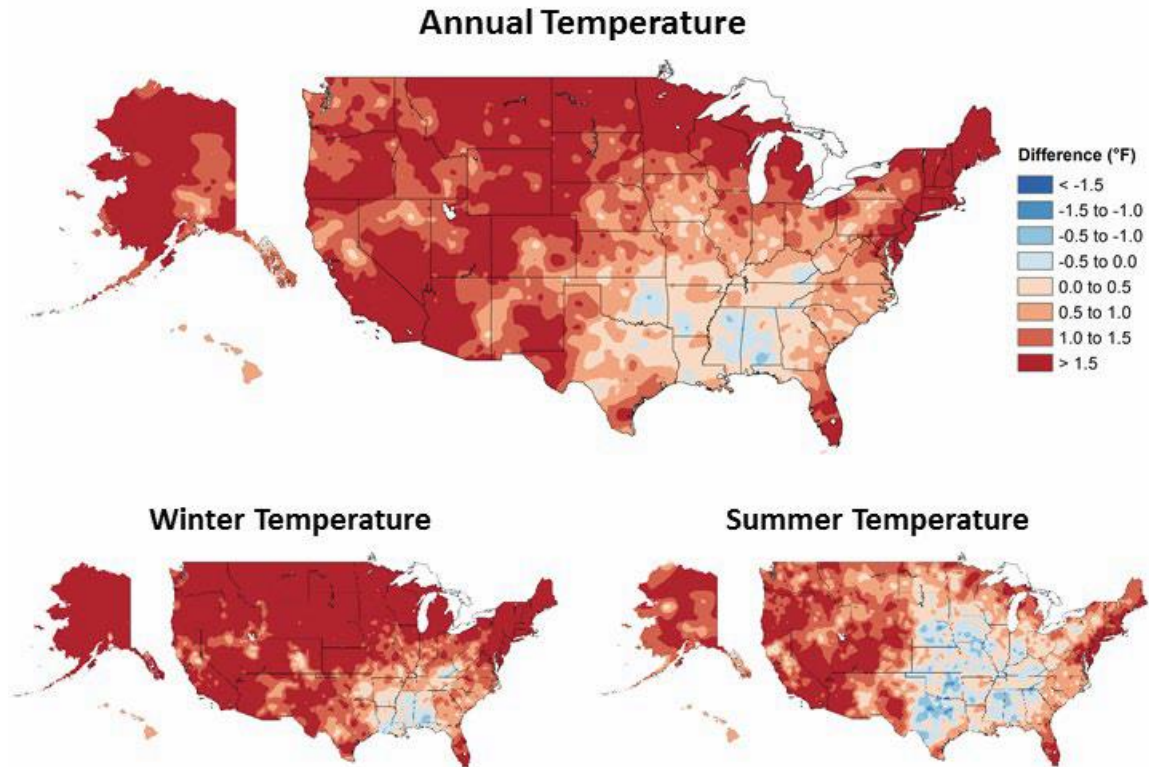 Annual Temperature
Difference (°F)
< -1.5
-1.5 to -1.0
-0.5 to -1.0
-0.5 to 0.0
0.0 to 0.5
0.5 to 1.0
1.0 to 1.5
> 1.5
Winter Temperature
Summer Temperature